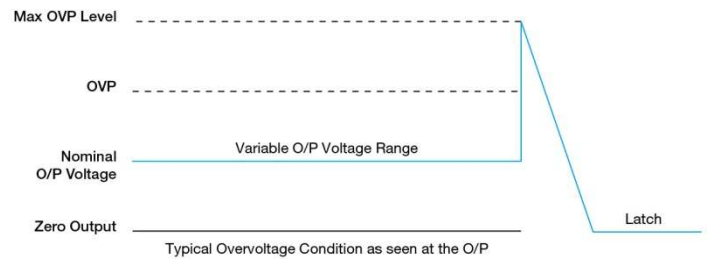 Max OVP Level
OVP
Variable O/P Voltage Range
Nominal
O/P Voltage
Zero Output
Latch
Typical Overvoltage Condition as seen at the O/P